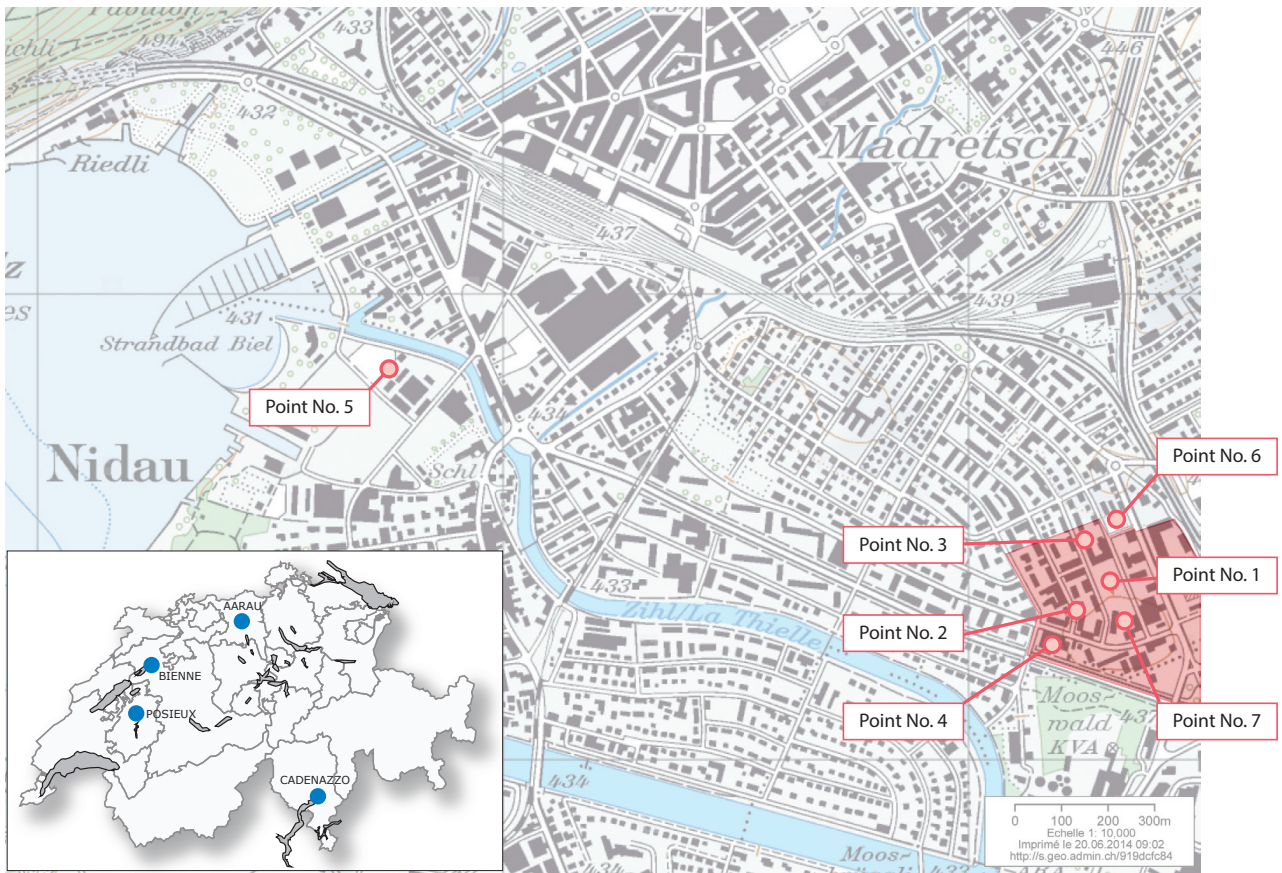 494
433
446
432
Riedli
Madretsch
437
439
431
Strandbad Biel
Point No. 5
434
Nidau
Schl.
Point No. 6
Point No. 3
Point No. 1
433
Zihl/La Thielle
Point No. 2
Point No. 4
Point No. 7
Moos-
wald
KVA
434
AARAU
BIENNE
POSIEUX
CADENAZZO
0 100 200 300m
Echelle 1: 10,000
Imprimé le 20.06.2014 09:02
http://s.geo.admin.ch/919dcfc84
Moos-